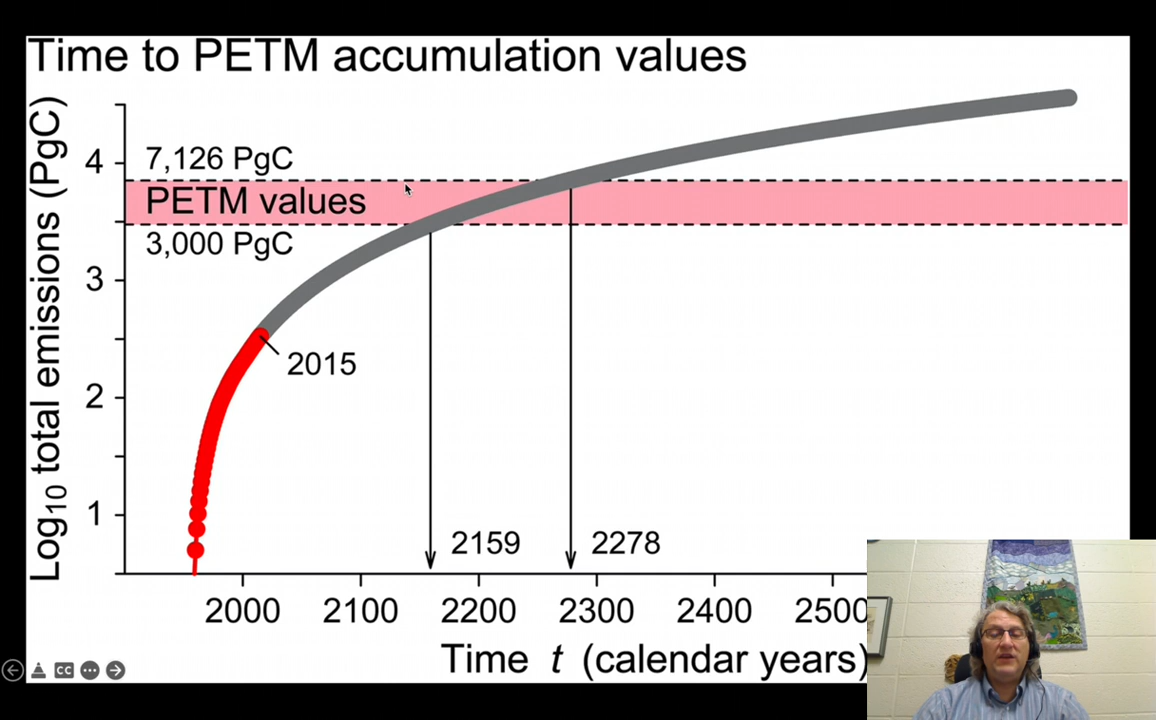 Time to PETM accumulation values
Log10 total emissions (PgC)
4
3
2
1
7,126 PgC
PETM values
3,000 PgC
2015
2159
2278
2000
2100
2200
2300
2400
2500
Time t (calendar years)
CC